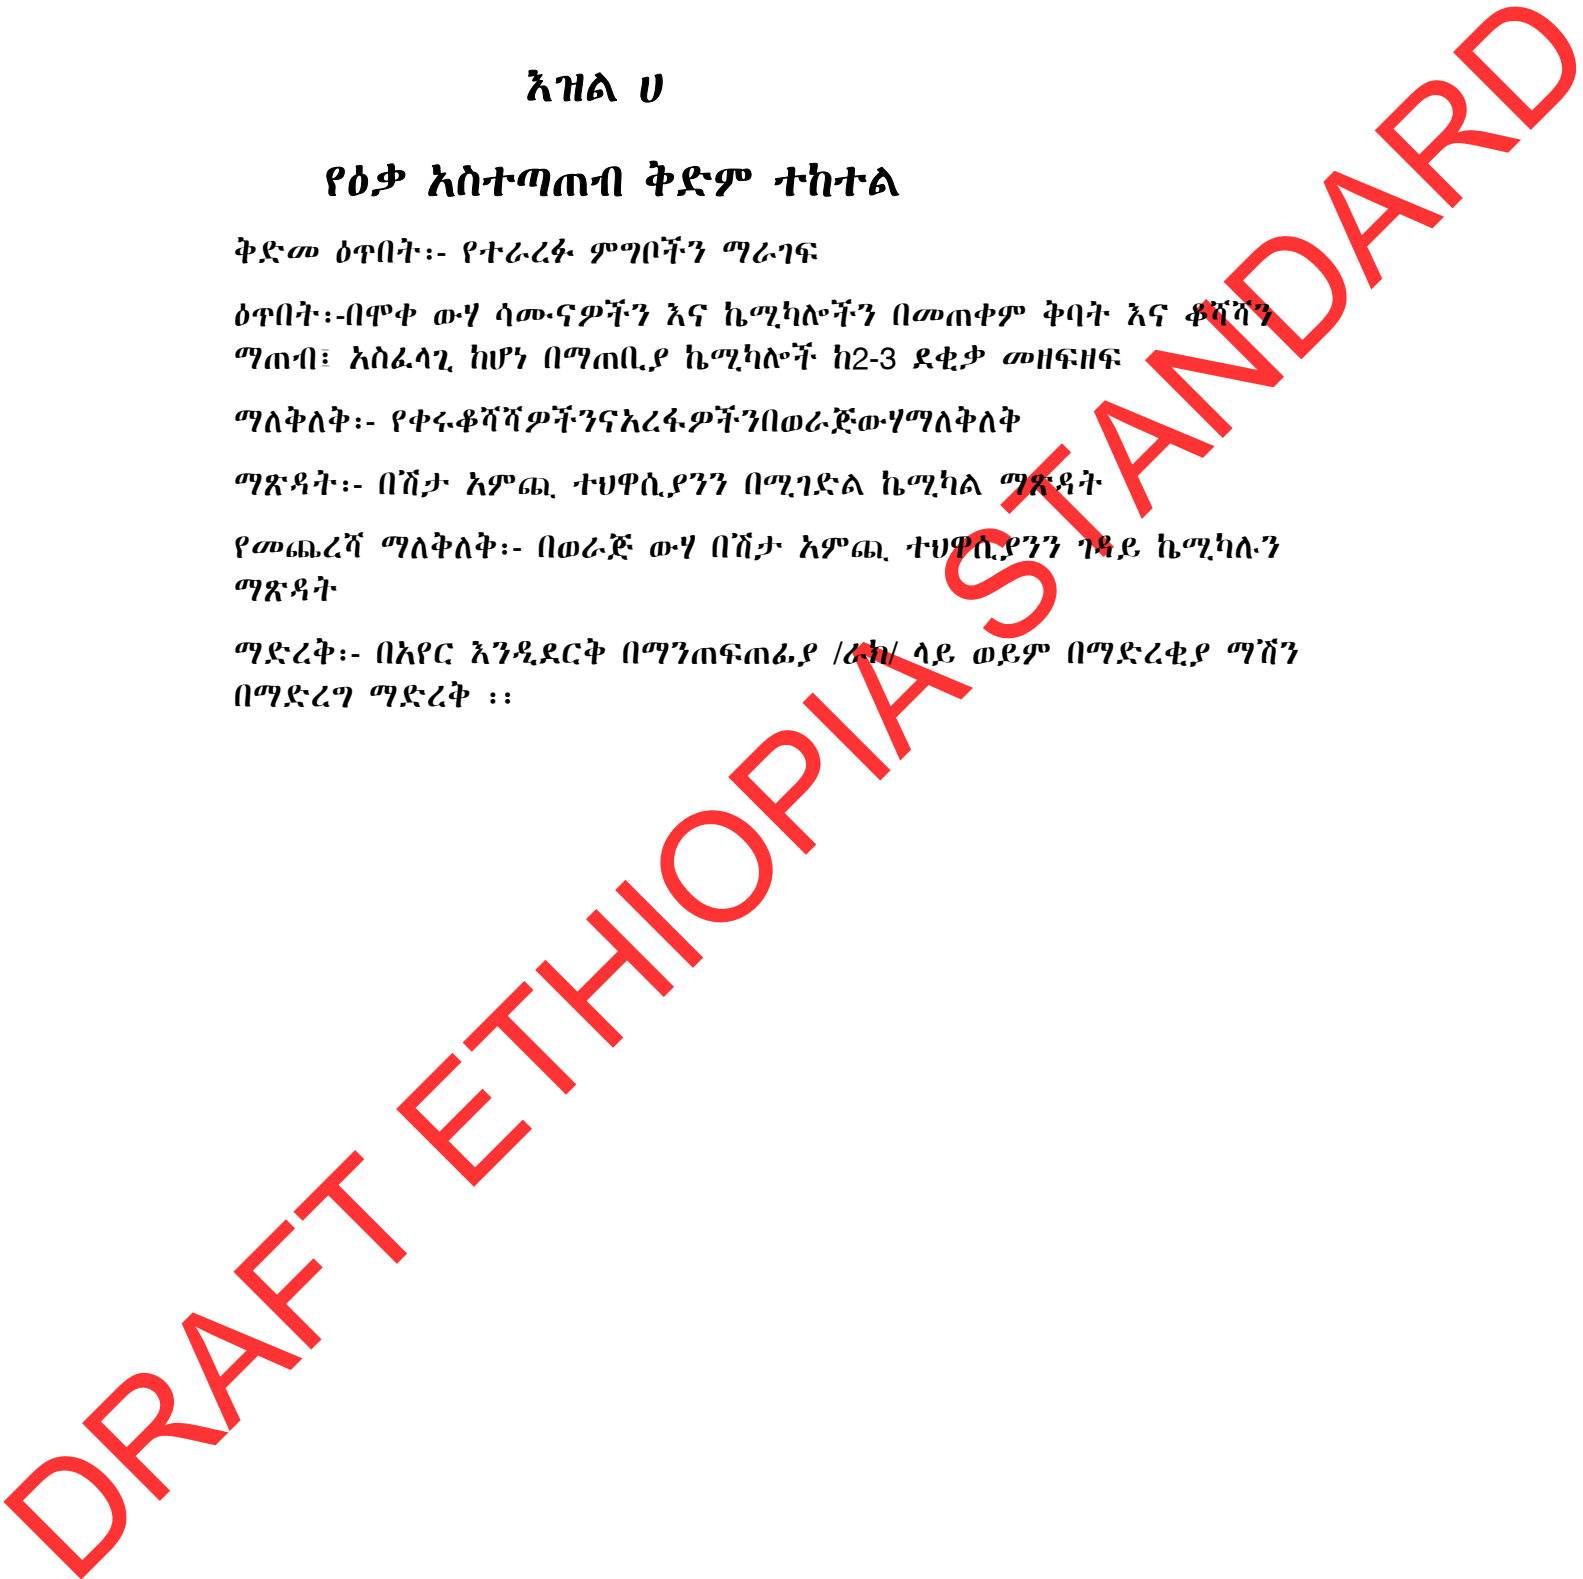 እዝል ሀ
የዕቃ አስተጣጠብ ቅድም ተከተል
ቅድመ ዕጥበት፡- የተራረፉ ምግቦችን ማራገፍ
ዕጥበት፡-በሞቀ ውሃ ሳሙናዎችን እና ኬሚካሎችን በመጠቀም ቅባት እና ቆሻሻን
ማጠብ፤ አስፈላጊ ከሆነ በማጠቢያ ኬሚካሎች ከ2-3 ደቂቃ መዘፍዘፍ
ማለቅለቅ፡- የቀሩቆሻሻዎችንናአረፋዎችንበወራጅውሃማለቅለቅ
ማጽዳት፡- በሽታ አምጪ ተህዋሲያንን በሚገድል ኬሚካል ማጽዳት
የመጨረሻ ማለቅለቅ፡- በወራጅ ውሃ በሽታ አምጪ ተህዋሲያንን ገዳይ ኬሚካሉን
ማጽዳት
ማድረቅ፡- በአየር እንዲደርቅ በማንጠፍጠፊያ /ራክ/ ላይ ወይም በማድረቂያ ማሽን
በማድረግ ማድረቅ ፡፡
DRAFT ETHIOPIA STANDARD